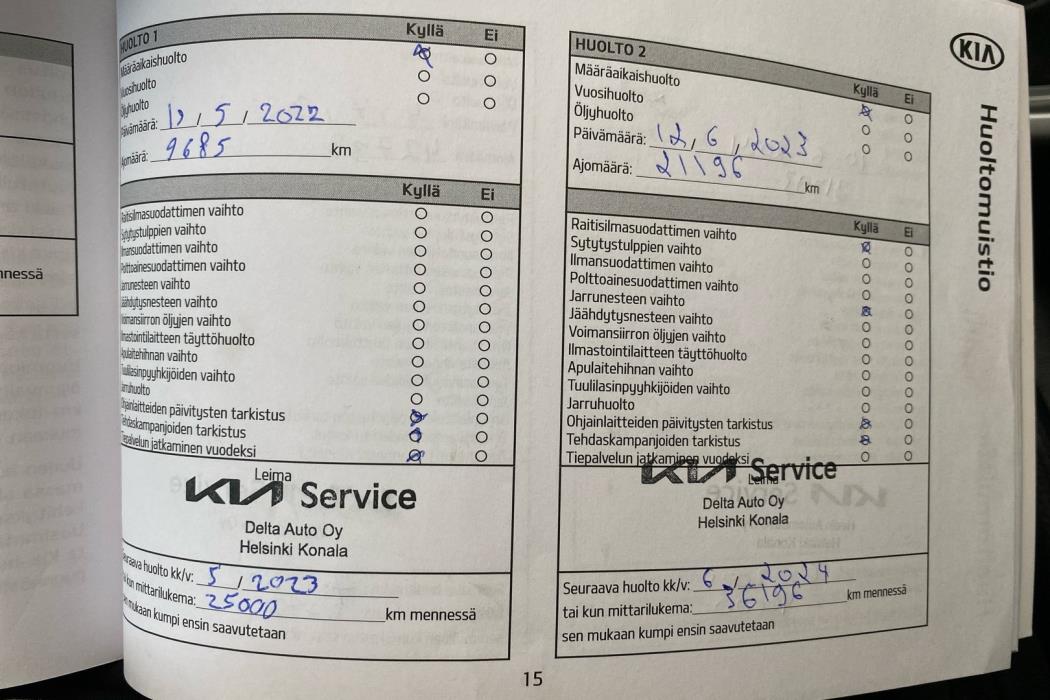 nnessä
HUOLTO 1 Kyllä Ei
Määräaikaishuolto
Vuosihuolto
Öljyhuolto
Päivämäärä: 12, 5, 2022
Ajomäärä: 9685 km
Kyllä Ei
Raitisilmasuodattimen vaihto
Sytytystulppien vaihto
Ilmansuodattimen vaihto
Polttoainesuodattimen vaihto
Jarrunesteen vaihto
Jäähdytysnesteen vaihto
Voimansiirron öljyjen vaihto
Ilmastointilaitteen täyttöhuolto
Apulaitehihnan vaihto
Tuulilasinpyyhkijöiden vaihto
Jarruhuolto
Ohjainlaitteiden päivitysten tarkistus
Tehdaskampanjoiden tarkistus
Tiepalvelun jatkaminen vuodeksi
Leima
KIA Service
Delta Auto Oy
Helsinki Konala
Seuraava huolto kk/v: 5, 2023
tai kun mittarilukema: 25000 km mennessä
sen mukaan kumpi ensin saavutetaan
HUOLTO 2 Kyllä Ei
Määräaikaishuolto
Vuosihuolto
Öljyhuolto
Päivämäärä: 12, 6, 2023
Ajomäärä: 21196 km
Kyllä Ei
Raitisilmasuodattimen vaihto
Sytytystulppien vaihto
Ilmansuodattimen vaihto
Polttoainesuodattimen vaihto
Jarrunesteen vaihto
Jäähdytysnesteen vaihto
Voimansiirron öljyjen vaihto
Ilmastointilaitteen täyttöhuolto
Apulaitehihnan vaihto
Tuulilasinpyyhkijöiden vaihto
Jarruhuolto
Ohjainlaitteiden päivitysten tarkistus
Tehdaskampanjoiden tarkistus
Tiepalvelun jatkaminen vuodeksi
Leima
KIA Service
Delta Auto Oy
Helsinki Konala
Seuraava huolto kk/v: 6, 2024
tai kun mittarilukema: 36196 km mennessä
sen mukaan kumpi ensin saavutetaan
KIA
Huoltomuistio
15